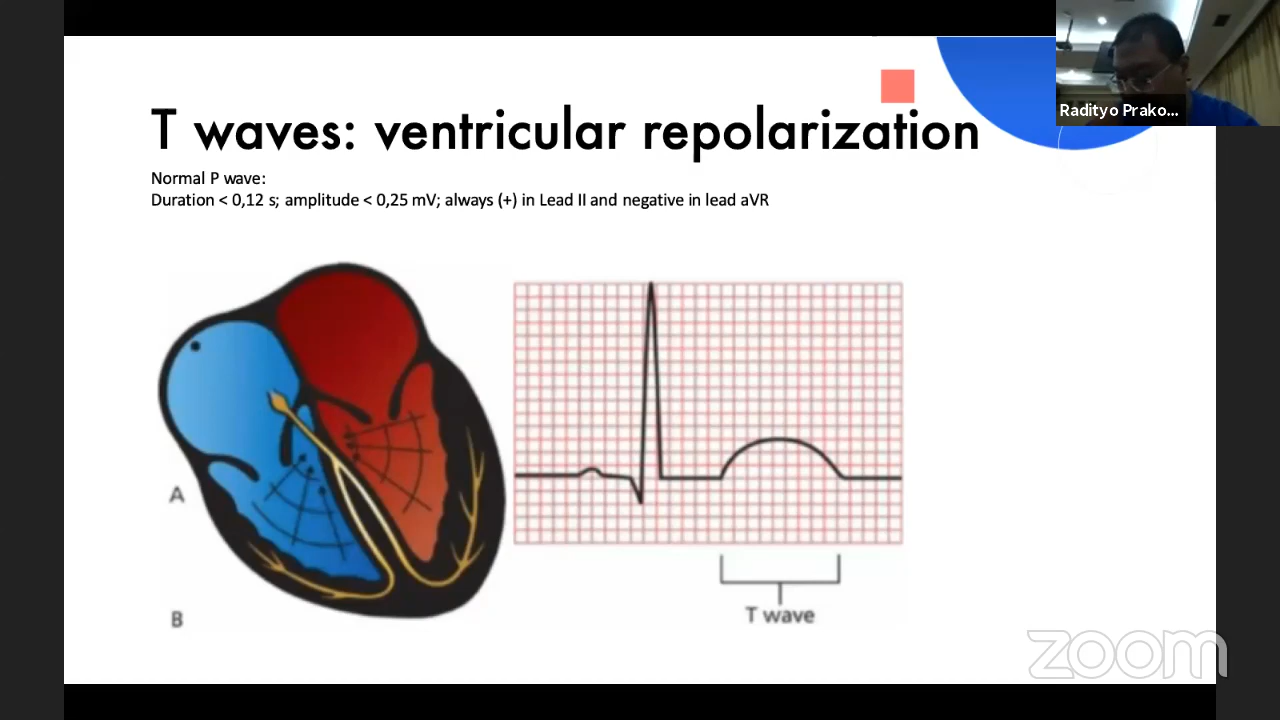 T waves: ventricular repolarization
Radityo Prako...
Normal P wave:
Duration < 0,12 s; amplitude < 0,25 mV; always (+) in Lead II and negative in lead aVR
A
B
T wave
zoom